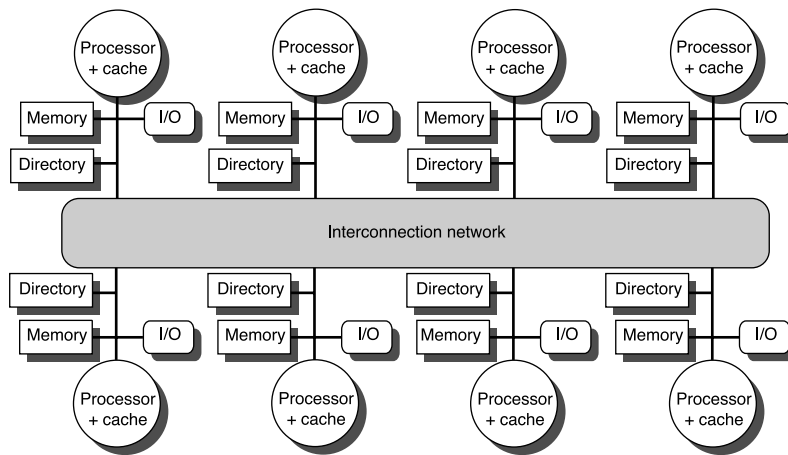 Processor
+ cache
Processor
+ cache
Processor
+ cache
Processor
+ cache
Memory
I/O
Memory
I/O
Memory
I/O
Memory
I/O
Directory
Directory
Directory
Directory
Interconnection network
Directory
Directory
Directory
Directory
Memory
I/O
Memory
I/O
Memory
I/O
Memory
I/O
Processor
+ cache
Processor
+ cache
Processor
+ cache
Processor
+ cache